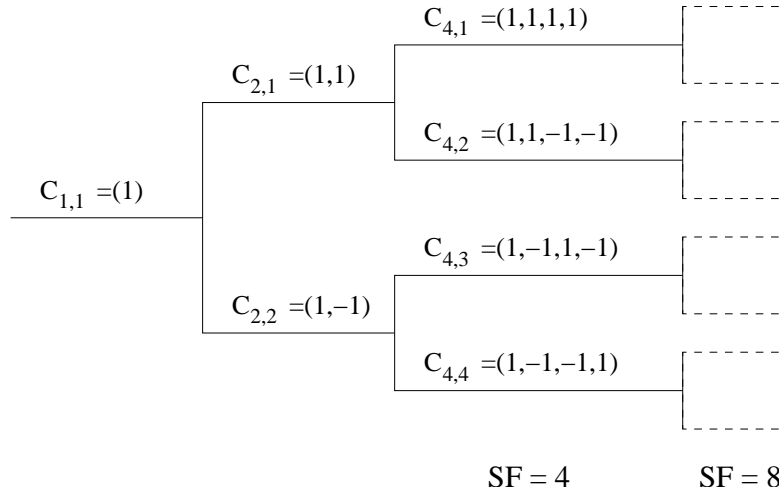 C4,1 =(1,1,1,1)
C2,1 =(1,1)
C4,2 =(1,1,−1,−1)
C1,1 =(1)
C4,3 =(1,−1,1,−1)
C2,2 =(1,−1)
C4,4 =(1,−1,−1,1)
SF = 4
SF = 8